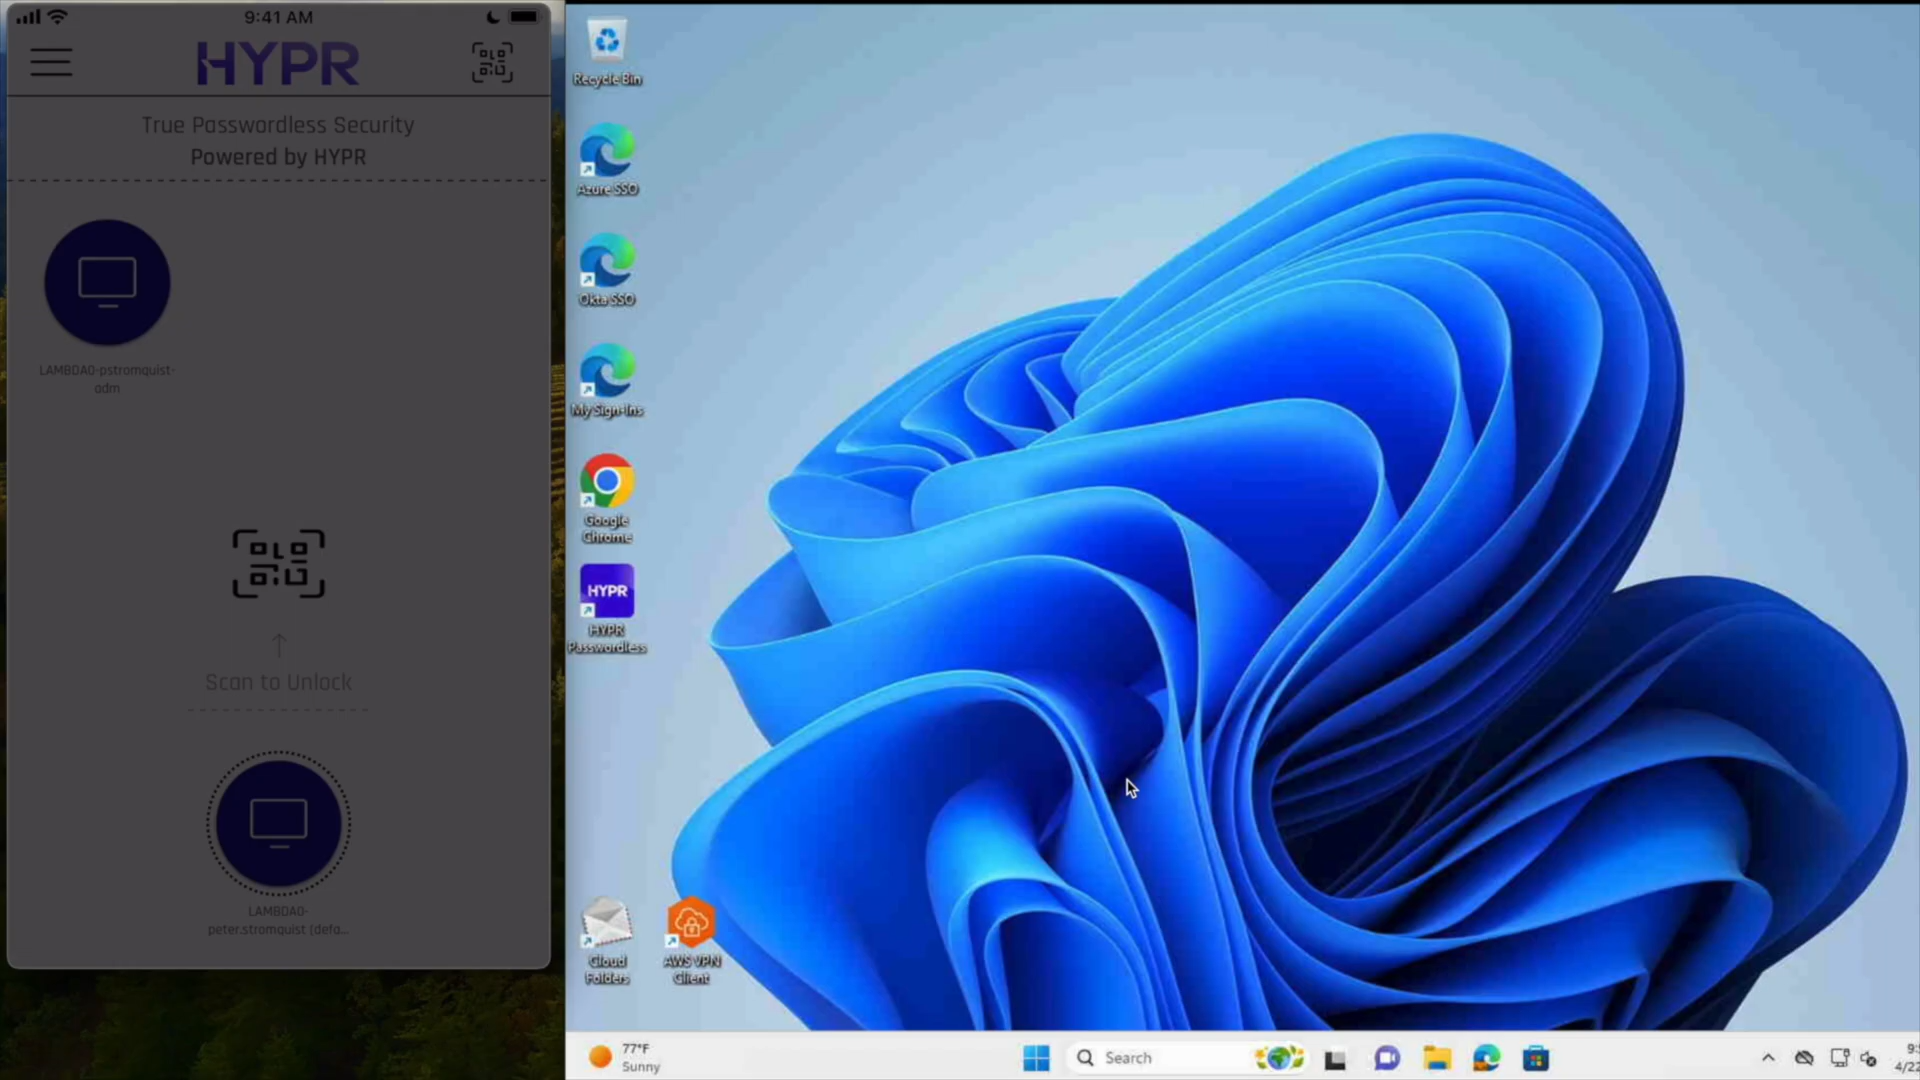 9:41 AM
HYPR
True Passwordless Security
Powered by HYPR
LAMBDA0-pstromquist-
adm
Scan to Unlock
LAMBDA0-
peter.stromquist (defa...
Recycle Bin
Azure SSO
Okta SSO
My Sign-Ins
Google
Chrome
HYPR
HYPR
Passwordless
Cloud
Folders
AWS VPN
Client
77°F
Sunny
Search